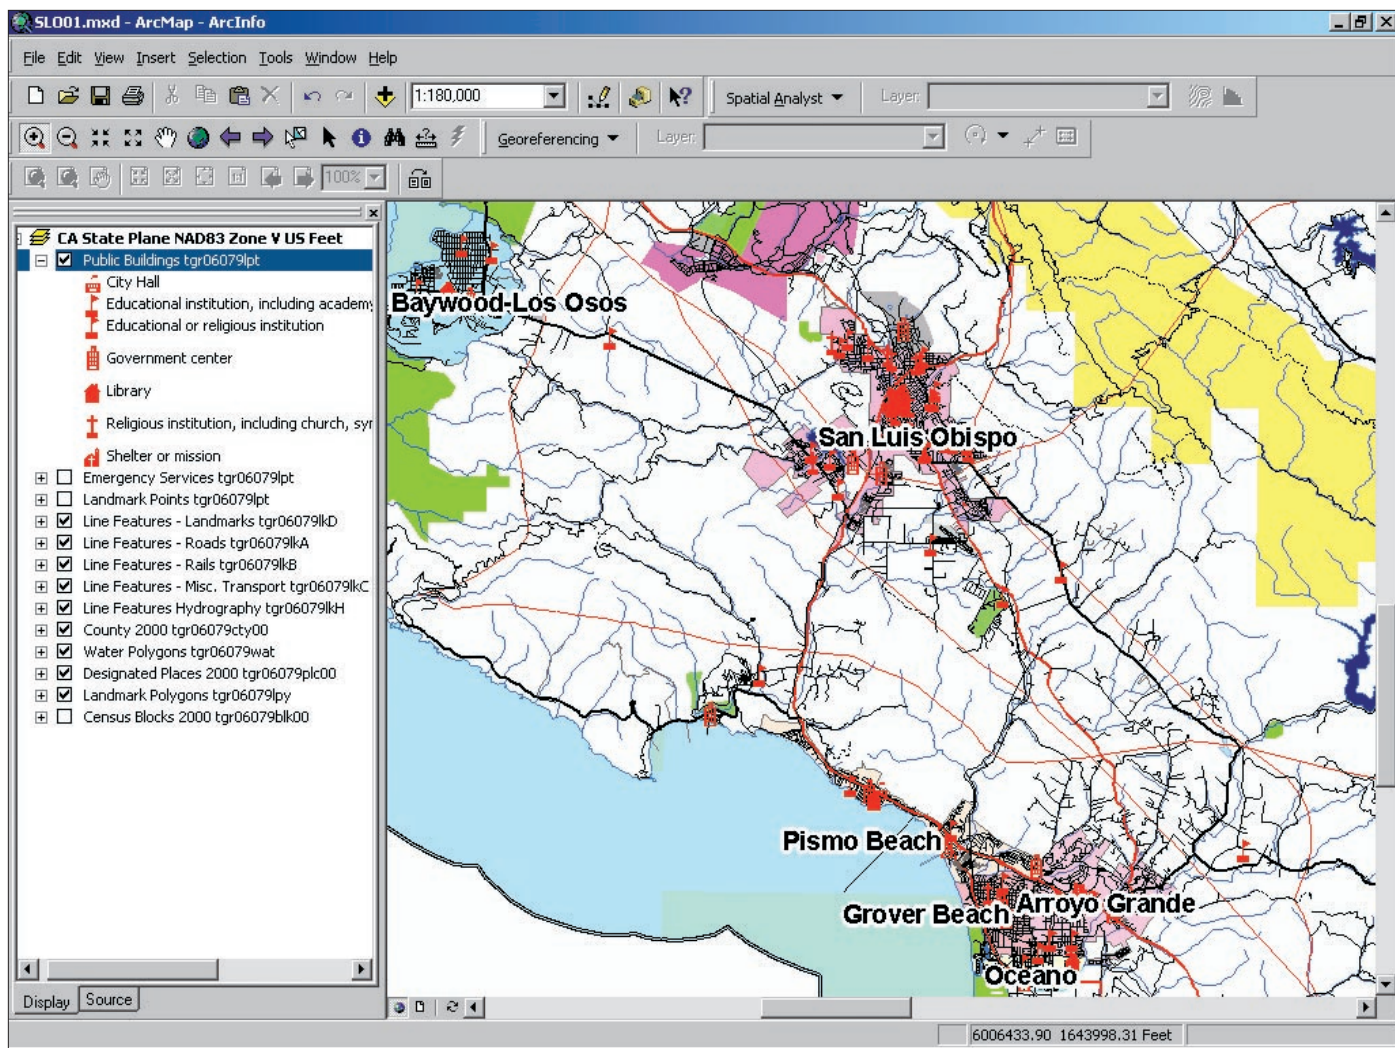 SLO01.mxd - ArcMap - ArcInfo
File Edit View Insert Selection Tools Window Help
1:180,000 Spatial Analyst Layer:
Georeferencing Layer:
1:1 100%
CA State Plane NAD83 Zone V US Feet
Public Buildings tgr06079lpt
City Hall
Educational institution, including academy
Educational or religious institution
Government center
Library
Religious institution, including church, syr
Shelter or mission
Emergency Services tgr06079lpt
Landmark Points tgr06079lpt
Line Features - Landmarks tgr06079lkD
Line Features - Roads tgr06079lkA
Line Features - Rails tgr06079lkB
Line Features - Misc. Transport tgr06079lkC
Line Features Hydrography tgr06079lkH
County 2000 tgr06079cty00
Water Polygons tgr06079wat
Designated Places 2000 tgr06079plc00
Landmark Polygons tgr06079lpy
Census Blocks 2000 tgr06079blk00
Display Source
Baywood-Los Osos
San Luis Obispo
Pismo Beach
Grover Beach
Arroyo Grande
Oceano
6006433.90 1643998.31 Feet